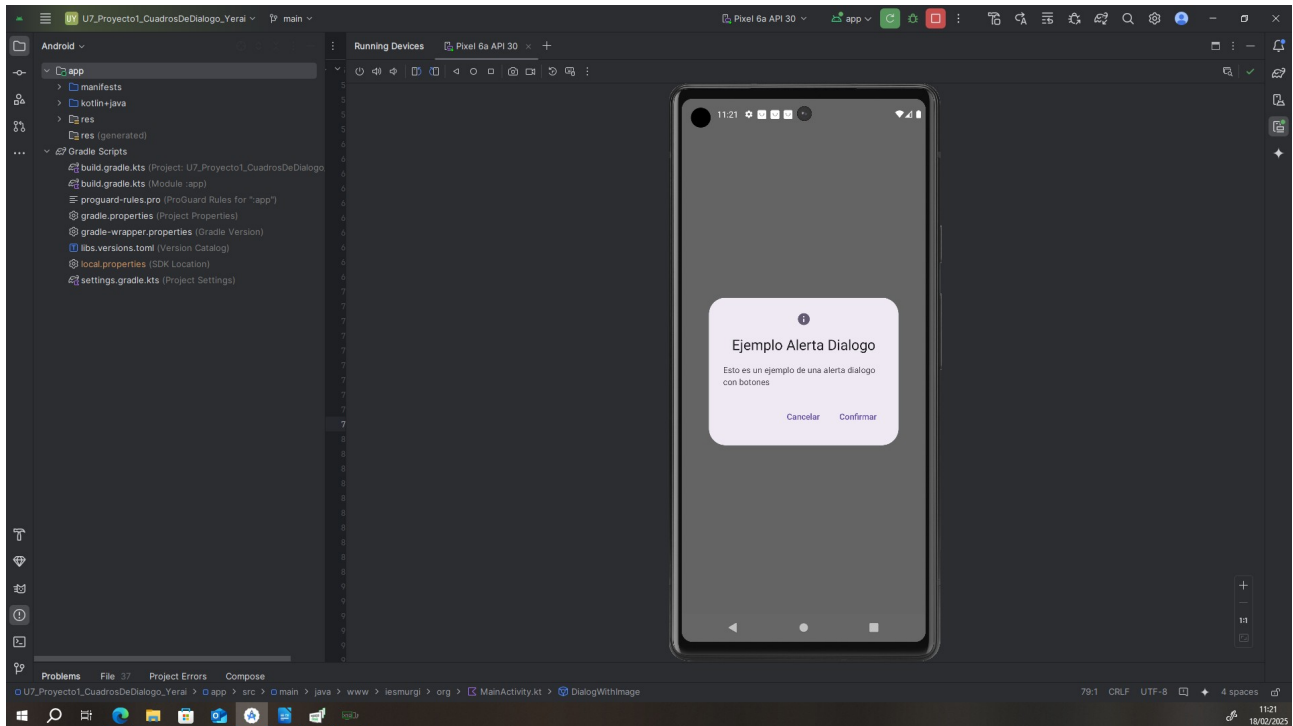 UY U7_Proyecto1_CuadrosDeDialogo_Yerai main Pixel 6a API 30 app
Android Running Devices Pixel 6a API 30
app
manifests
kotlin+java
res
res (generated)
Gradle Scripts
build.gradle.kts (Project: U7_Proyecto1_CuadrosDeDialogo
build.gradle.kts (Module :app)
proguard-rules.pro (ProGuard Rules for ":app")
gradle.properties (Project Properties)
gradle-wrapper.properties (Gradle Version)
libs.versions.toml (Version Catalog)
local.properties (SDK Location)
settings.gradle.kts (Project Settings)
11:21
Ejemplo Alerta Dialogo
Esto es un ejemplo de una alerta dialogo
con botones
Cancelar Confirmar
1:1
Problems File 37 Project Errors Compose
U7_Proyecto1_CuadrosDeDialogo_Yerai > app > src > main > java > www > iesmurgi > org > MainActivity.kt > DialogWithImage 79:1 CRLF UTF-8 4 spaces
11:21
18/02/2025